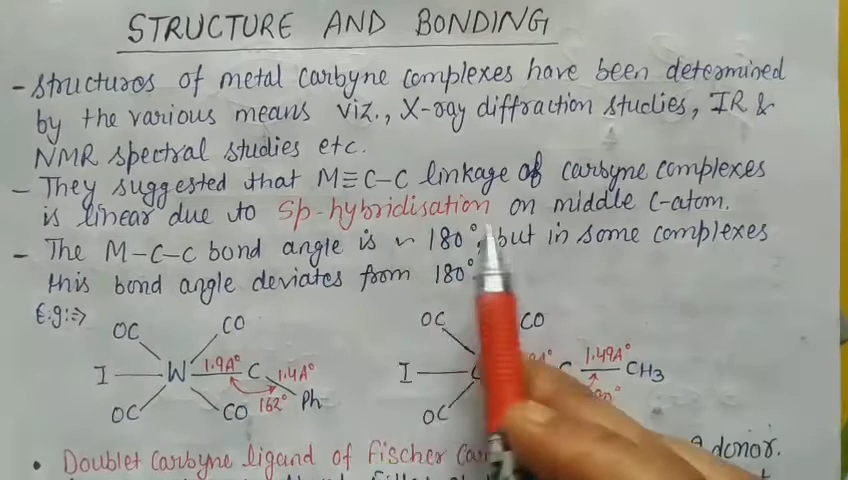 STRUCTURE AND BONDING
- Structures of metal carbyne complexes have been determined
by the various means viz., X-ray diffraction studies, IR &
NMR spectral studies etc.
- They suggested that M≡C-C linkage of carbyne complexes
is linear due to Sp-hybridisation on middle C-atom.
- The M-C-C bond angle is ~ 180°, but in some complexes
this bond angle deviates from 180°
E.g:⇒
OC CO OC CO
I W 1.9A° C 1.4A° I C 1.49A° CH3
162° Ph
OC CO OC
• Doublet carbyne ligand of Fischer donor.